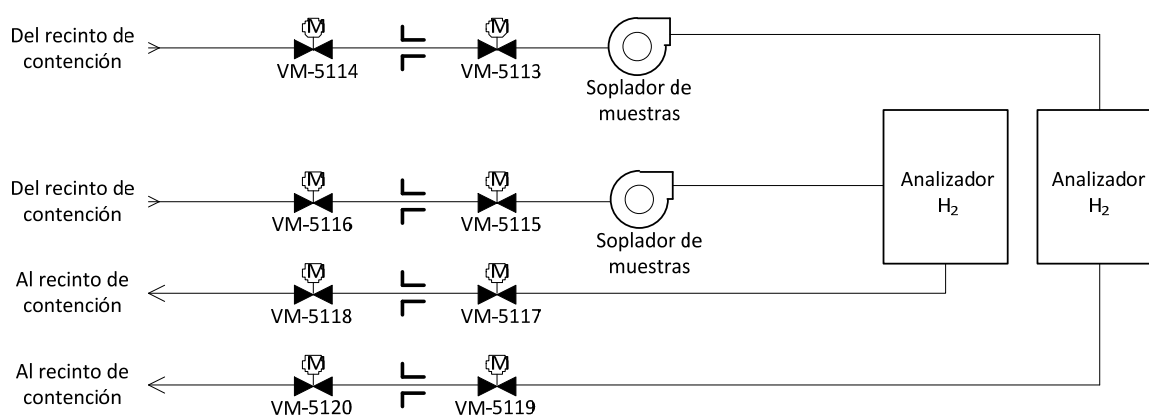 Del recinto de
contención
M
M
VM-5114
VM-5113
Soplador de
muestras
Del recinto de
contención
M
M
VM-5116
VM-5115
Soplador de
muestras
Analizador
H₂
Analizador
H₂
Al recinto de
contención
M
M
VM-5118
VM-5117
Al recinto de
contención
M
M
VM-5120
VM-5119